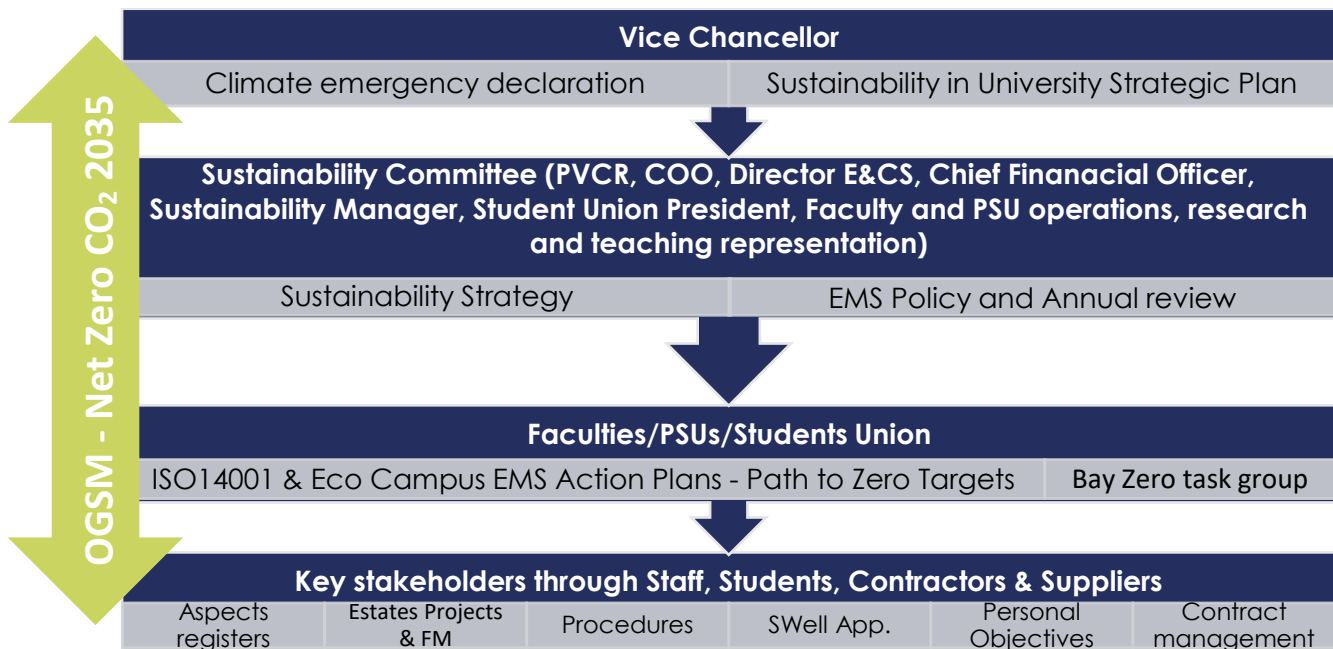 OGSM - Net Zero CO₂ 2035
Vice Chancellor
Climate emergency declaration
Sustainability in University Strategic Plan
Sustainability Committee (PVCR, COO, Director E&CS, Chief Finanacial Officer,
Sustainability Manager, Student Union President, Faculty and PSU operations, research
and teaching representation)
Sustainability Strategy
EMS Policy and Annual review
Faculties/PSUs/Students Union
ISO14001 & Eco Campus EMS Action Plans - Path to Zero Targets
Bay Zero task group
Key stakeholders through Staff, Students, Contractors & Suppliers
Aspects
registers
Estates Projects
& FM
Procedures
SWell App.
Personal
Objectives
Contract
management